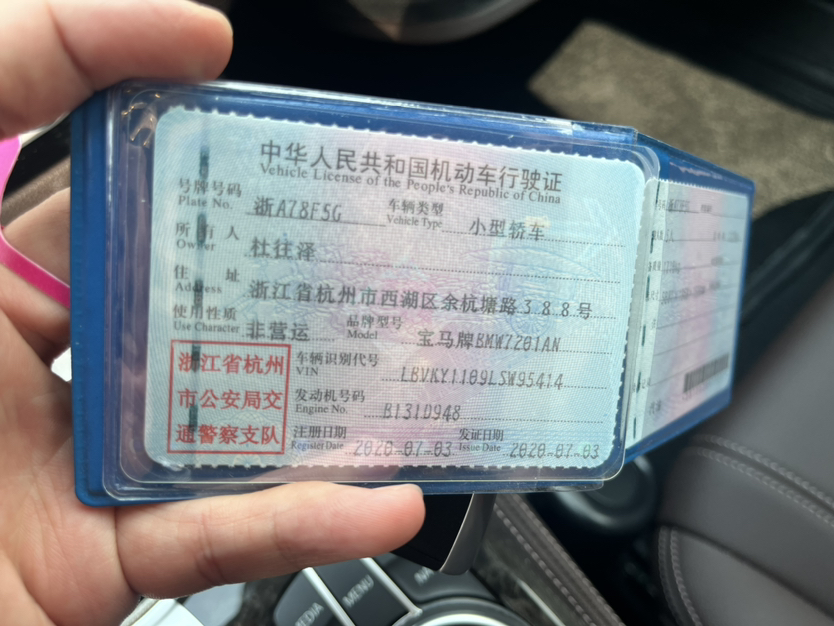 中华人民共和国机动车行驶证
Vehicle License of the People's Republic of China
号牌号码 浙A78F5G 车辆类型 小型轿车
Plate No. Vehicle Type
所有人 杜往泽
Owner
住址 浙江省杭州市西湖区余杭塘路388号
Address
使用性质 非营运 品牌型号 宝马牌BMW7201AN
Use Character Model
浙江省杭州
市公安局交
通警察支队
车辆识别代号 LBVKY1109LSW95414
VIN
发动机号码 B131D948
Engine No.
注册日期 2020-07-03 发证日期 2020-07-03
Register Date Issue Date
MEDIA
MENU